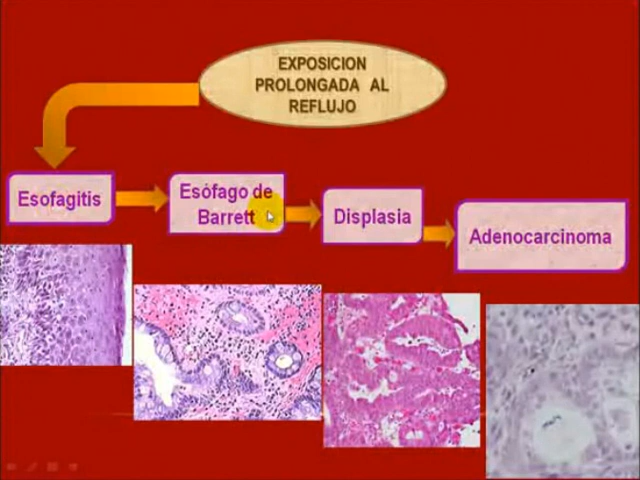 EXPOSICION
PROLONGADA AL
REFLUJO
Esofagitis
Esófago de
Barrett
Displasia
Adenocarcinoma